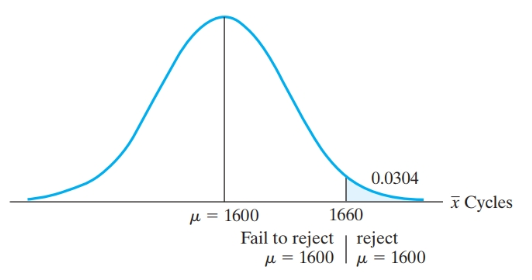 0.0304
x̄ Cycles
μ = 1600
1660
Fail to reject | reject
μ = 1600 | μ = 1600